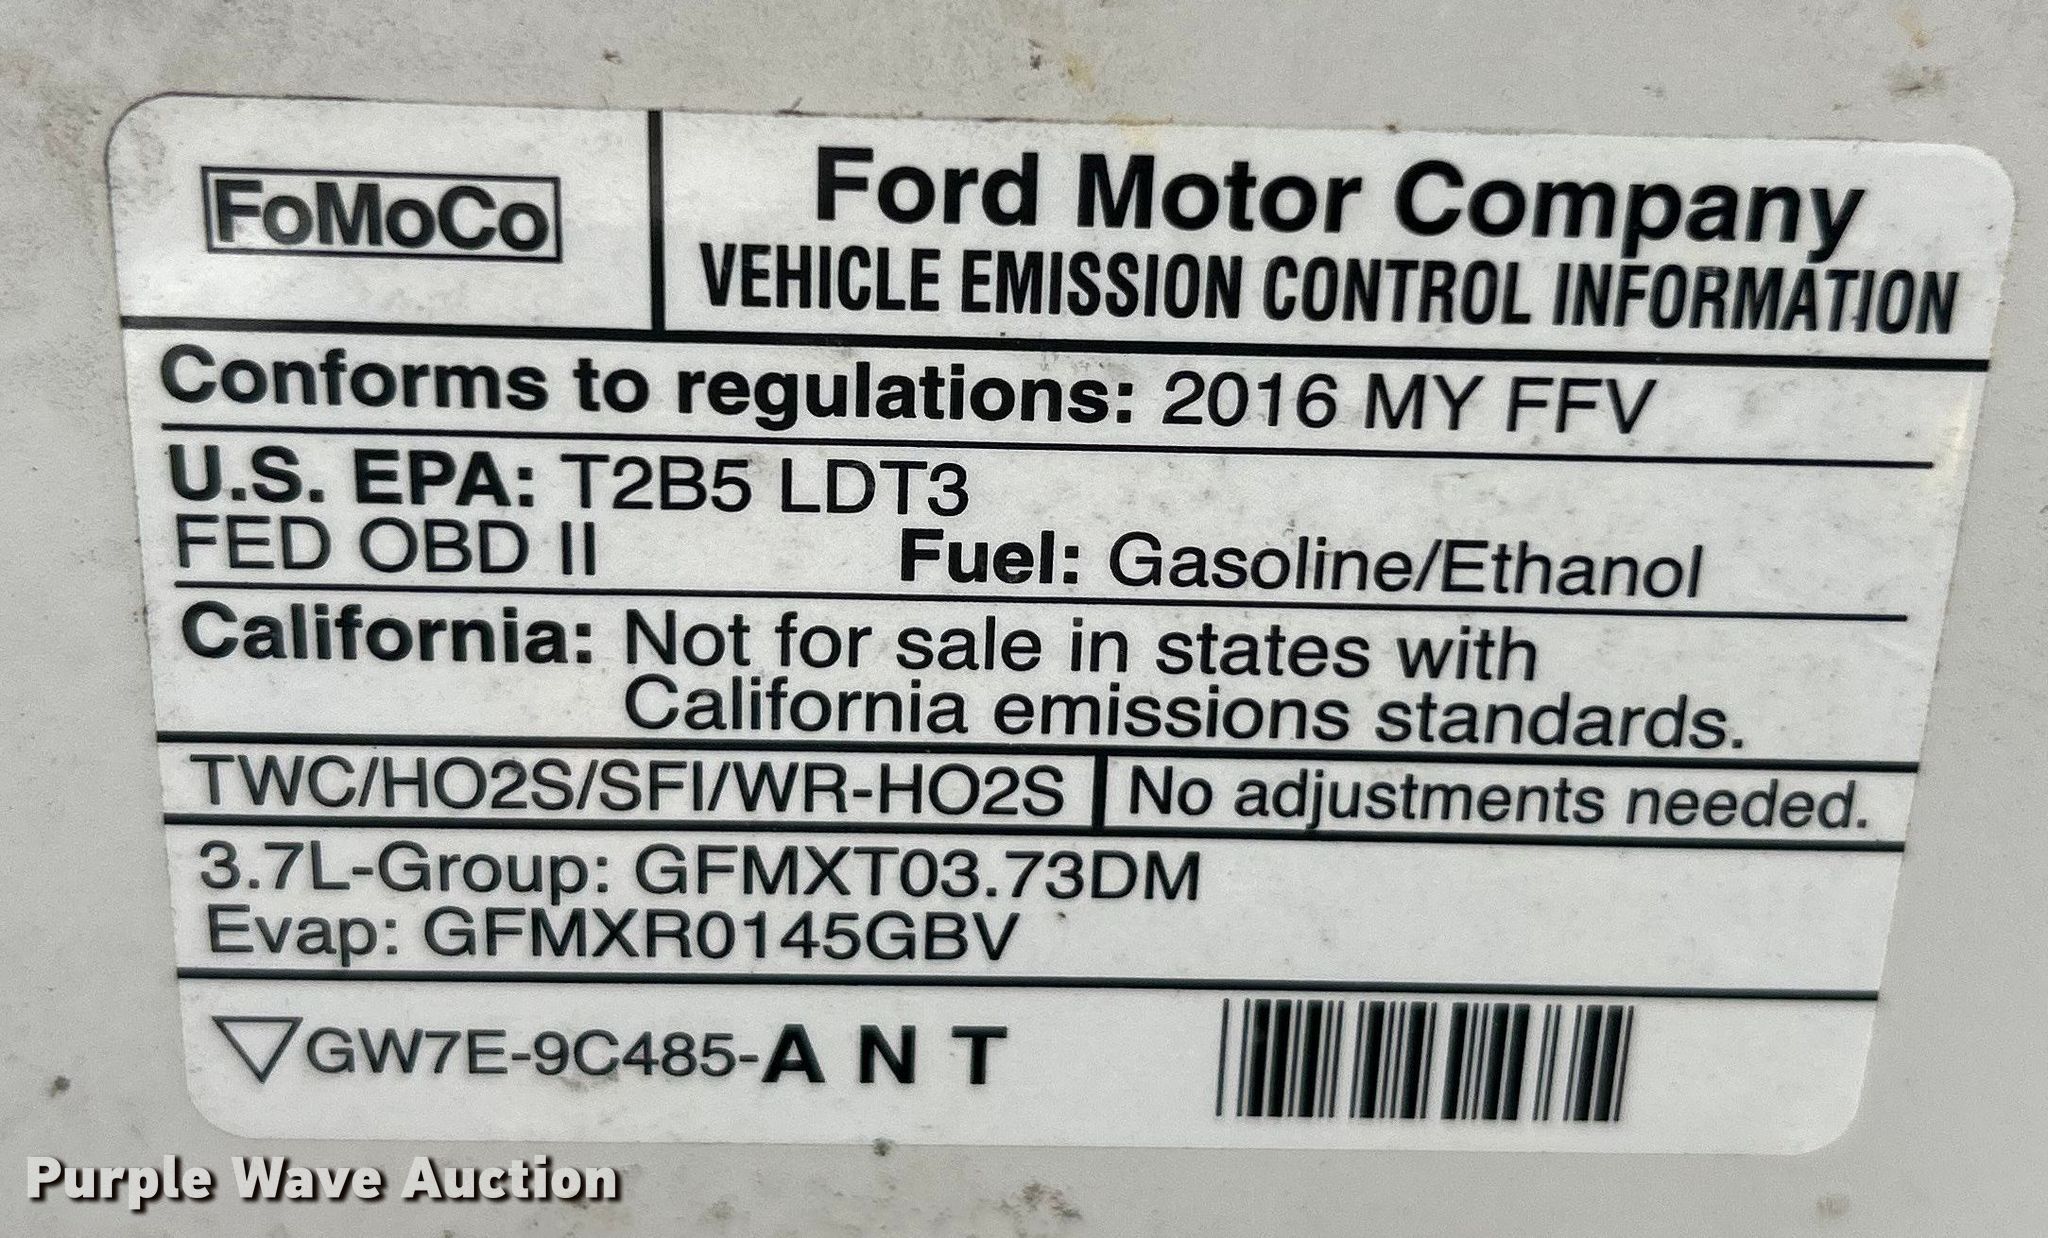 FoMoCo
Ford Motor Company
VEHICLE EMISSION CONTROL INFORMATION
Conforms to regulations: 2016 MY FFV
U.S. EPA: T2B5 LDT3
FED OBD II Fuel: Gasoline/Ethanol
California: Not for sale in states with
California emissions standards.
TWC/HO2S/SFI/WR-HO2S No adjustments needed.
3.7L-Group: GFMXT03.73DM
Evap: GFMXR0145GBV
GW7E-9C485-A N T
Purple Wave Auction